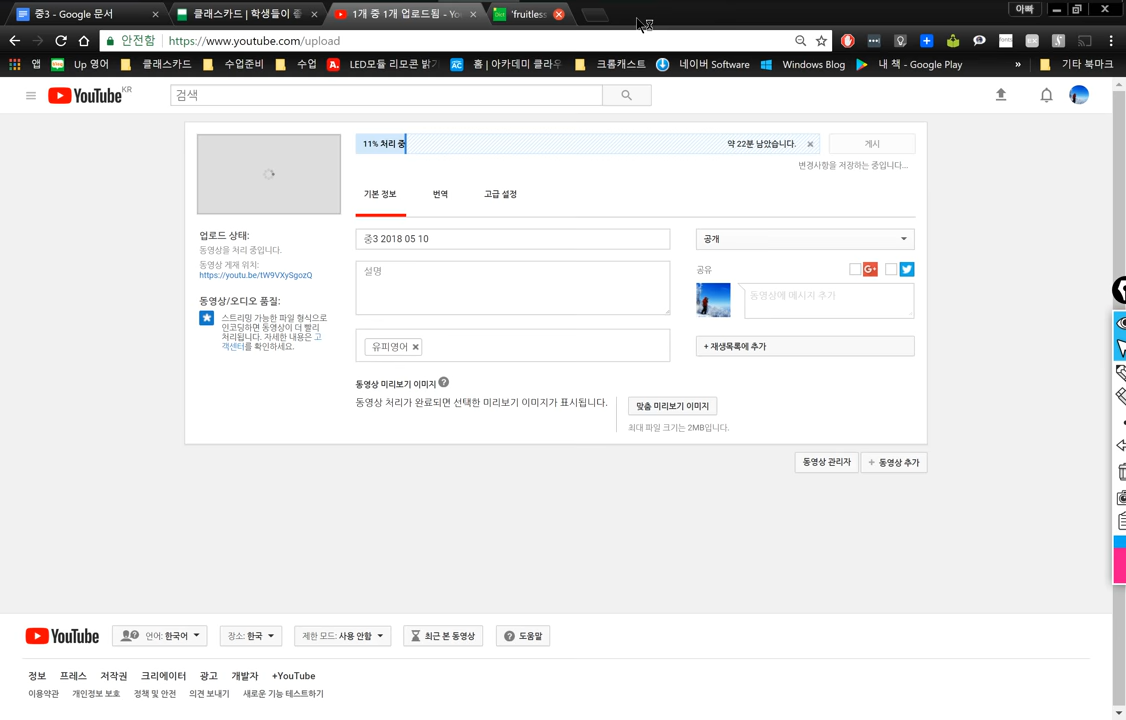 중3 - Google 문서
클래스카드 | 학생들이 즐
1개 중 1개 업로드됨 - Yo
'fruitless
아빠
안전함
https://www.youtube.com/upload
앱
Up 영어
클래스카드
수업준비
수업
LED모듈 리모콘 밝기
홈 | 아카데미 클라우
크롬캐스트
네이버 Software
Windows Blog
내 책 - Google Play
»
기타 북마크
YouTube KR
검색
11% 처리 중
약 22분 남았습니다.
게시
변경사항을 저장하는 중입니다...
기본 정보
번역
고급 설정
업로드 상태:
동영상을 처리 중입니다.
동영상 게재 위치:
https://youtu.be/tW9VXySgozQ
동영상/오디오 품질:
스트리밍 가능한 파일 형식으로
인코딩하면 동영상이 더 빨리
처리됩니다. 자세한 내용은 고
객센터를 확인하세요.
중3 2018 05 10
설명
유피영어
공개
공유
G+
동영상에 메시지 추가
+ 재생목록에 추가
동영상 미리보기 이미지
동영상 처리가 완료되면 선택한 미리보기 이미지가 표시됩니다.
맞춤 미리보기 이미지
최대 파일 크기는 2MB입니다.
동영상 관리자
+ 동영상 추가
YouTube
언어: 한국어
장소: 한국
제한 모드: 사용 안함
최근 본 동영상
도움말
정보 프레스 저작권 크리에이터 광고 개발자 +YouTube
이용약관 개인정보 보호 정책 및 안전 의견 보내기 새로운 기능 테스트하기